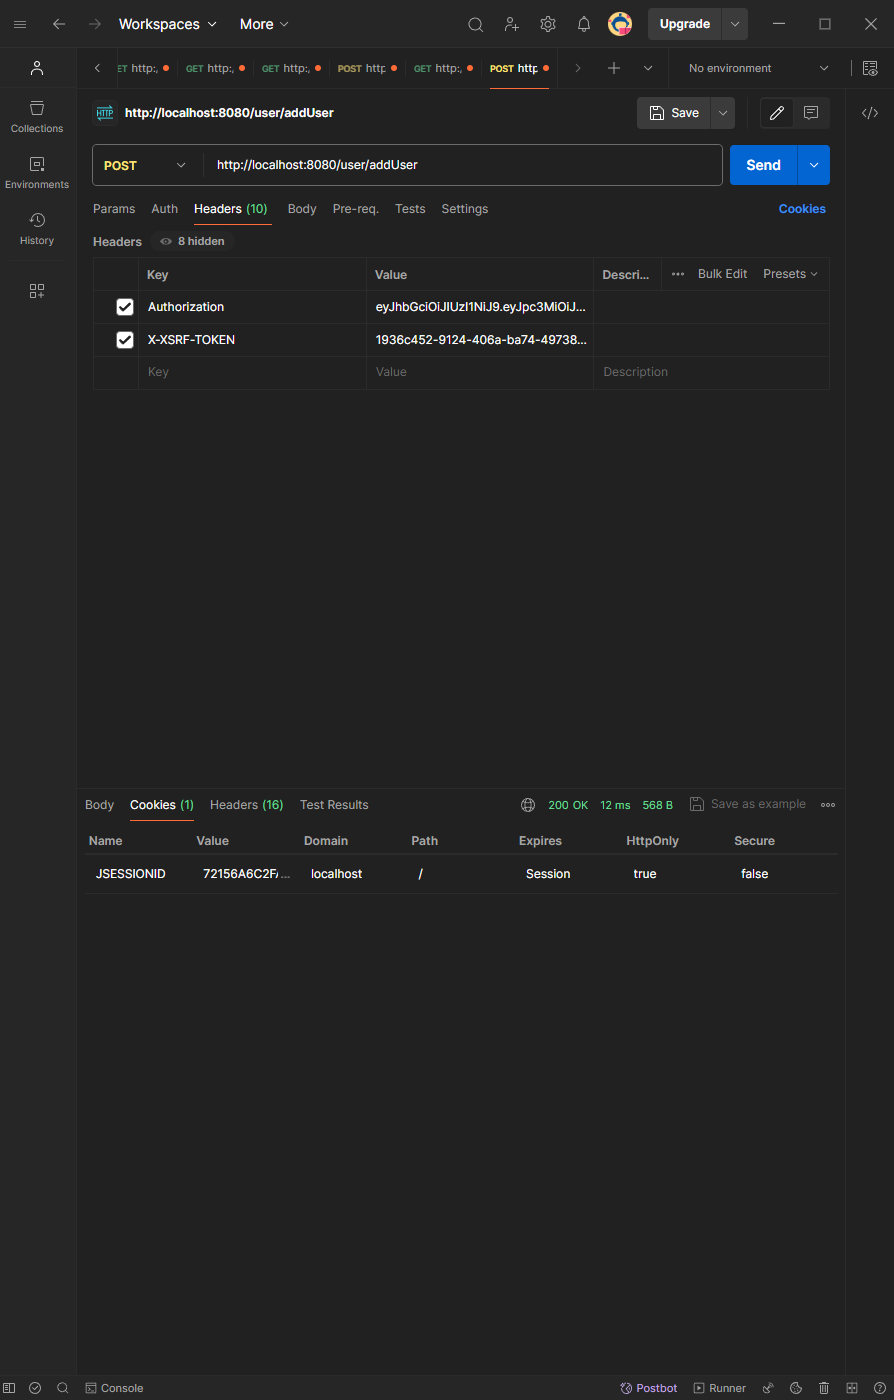 Workspaces More Upgrade
ET http:, GET http:, GET http:, POST http GET http:, POST http No environment
HTTP http://localhost:8080/user/addUser Save
Collections
POST http://localhost:8080/user/addUser Send
Environments
Params Auth Headers (10) Body Pre-req. Tests Settings Cookies
History
Headers 8 hidden
Key Value Descri... Bulk Edit Presets
Authorization eyJhbGciOiJIUzI1NiJ9.eyJpc3MiOiJ...
X-XSRF-TOKEN 1936c452-9124-406a-ba74-49738...
Key Value Description
Body Cookies (1) Headers (16) Test Results 200 OK 12 ms 568 B Save as example
Name Value Domain Path Expires HttpOnly Secure
JSESSIONID 72156A6C2FA... localhost / Session true false
Console Postbot Runner